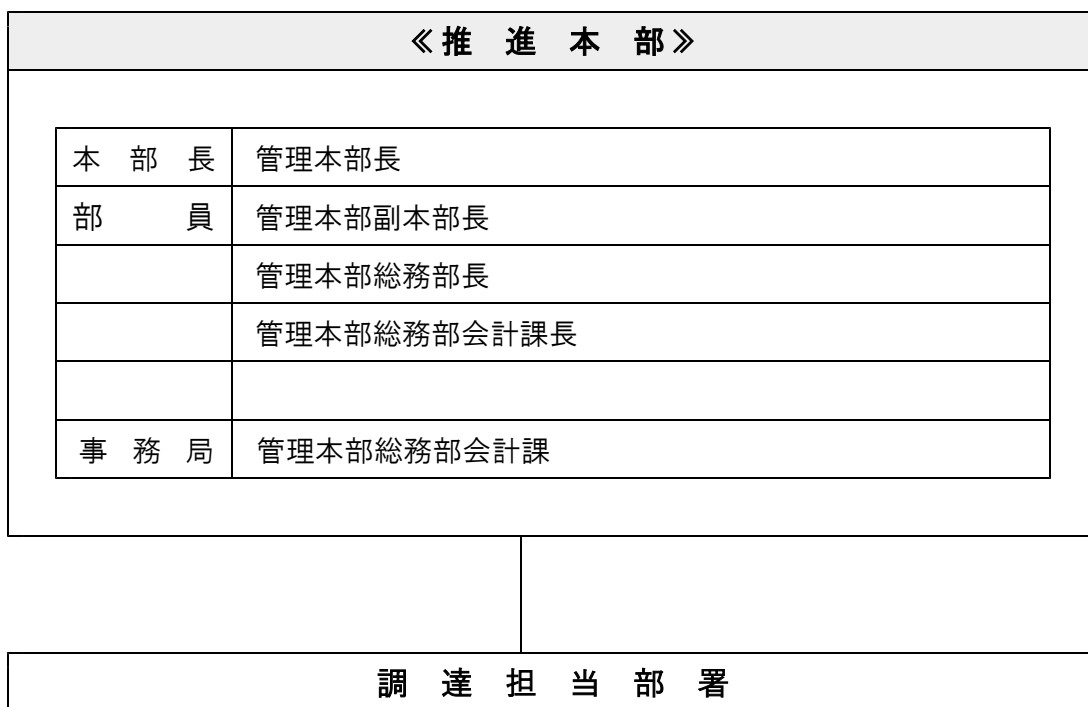 ≪推進本部≫
本部長 管理本部長
部員 管理本部副本部長
管理本部総務部長
管理本部総務部会計課長
事務局 管理本部総務部会計課
調達担当部署